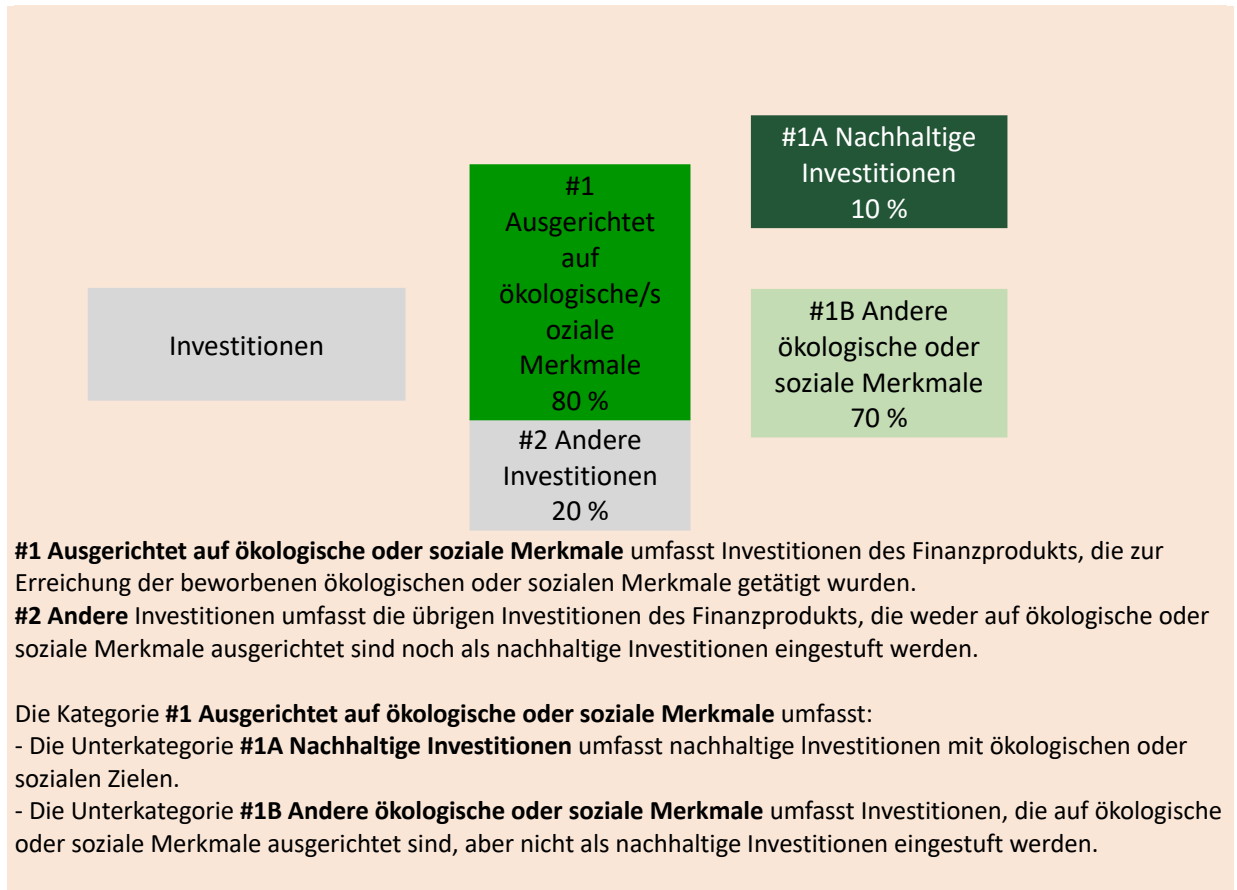 #1A Nachhaltige
Investitionen
10 %
#1
Ausgerichtet
auf
ökologische/s
oziale
Merkmale
80 %
#1B Andere
ökologische oder
soziale Merkmale
70 %
Investitionen
#2 Andere
Investitionen
20 %
#1 Ausgerichtet auf ökologische oder soziale Merkmale umfasst Investitionen des Finanzprodukts, die zur
Erreichung der beworbenen ökologischen oder sozialen Merkmale getätigt wurden.
#2 Andere Investitionen umfasst die übrigen Investitionen des Finanzprodukts, die weder auf ökologische oder
soziale Merkmale ausgerichtet sind noch als nachhaltige Investitionen eingestuft werden.
Die Kategorie #1 Ausgerichtet auf ökologische oder soziale Merkmale umfasst:
- Die Unterkategorie #1A Nachhaltige Investitionen umfasst nachhaltige Investitionen mit ökologischen oder
sozialen Zielen.
- Die Unterkategorie #1B Andere ökologische oder soziale Merkmale umfasst Investitionen, die auf ökologische
oder soziale Merkmale ausgerichtet sind, aber nicht als nachhaltige Investitionen eingestuft werden.